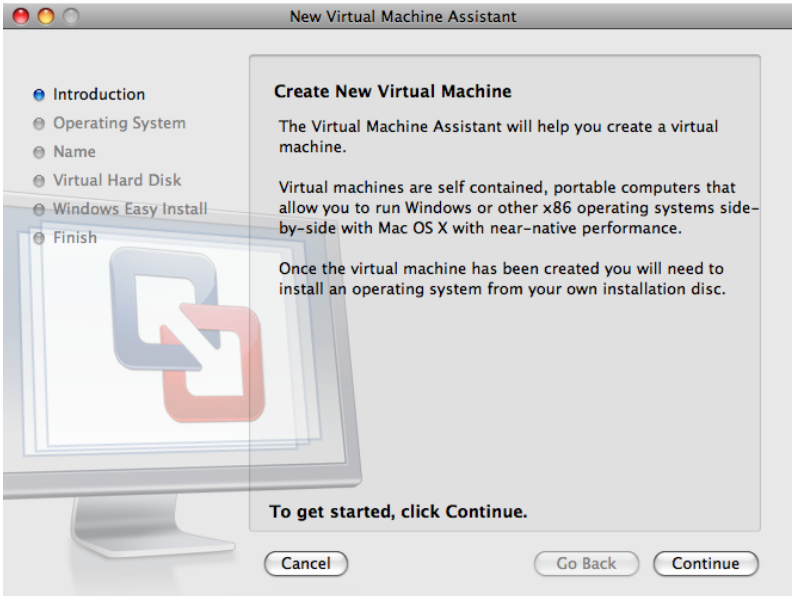 New Virtual Machine Assistant
Introduction
Operating System
Name
Virtual Hard Disk
Windows Easy Install
Finish
Create New Virtual Machine
The Virtual Machine Assistant will help you create a virtual
machine.
Virtual machines are self contained, portable computers that
allow you to run Windows or other x86 operating systems side-
by-side with Mac OS X with near-native performance.
Once the virtual machine has been created you will need to
install an operating system from your own installation disc.
To get started, click Continue.
Cancel
Go Back
Continue